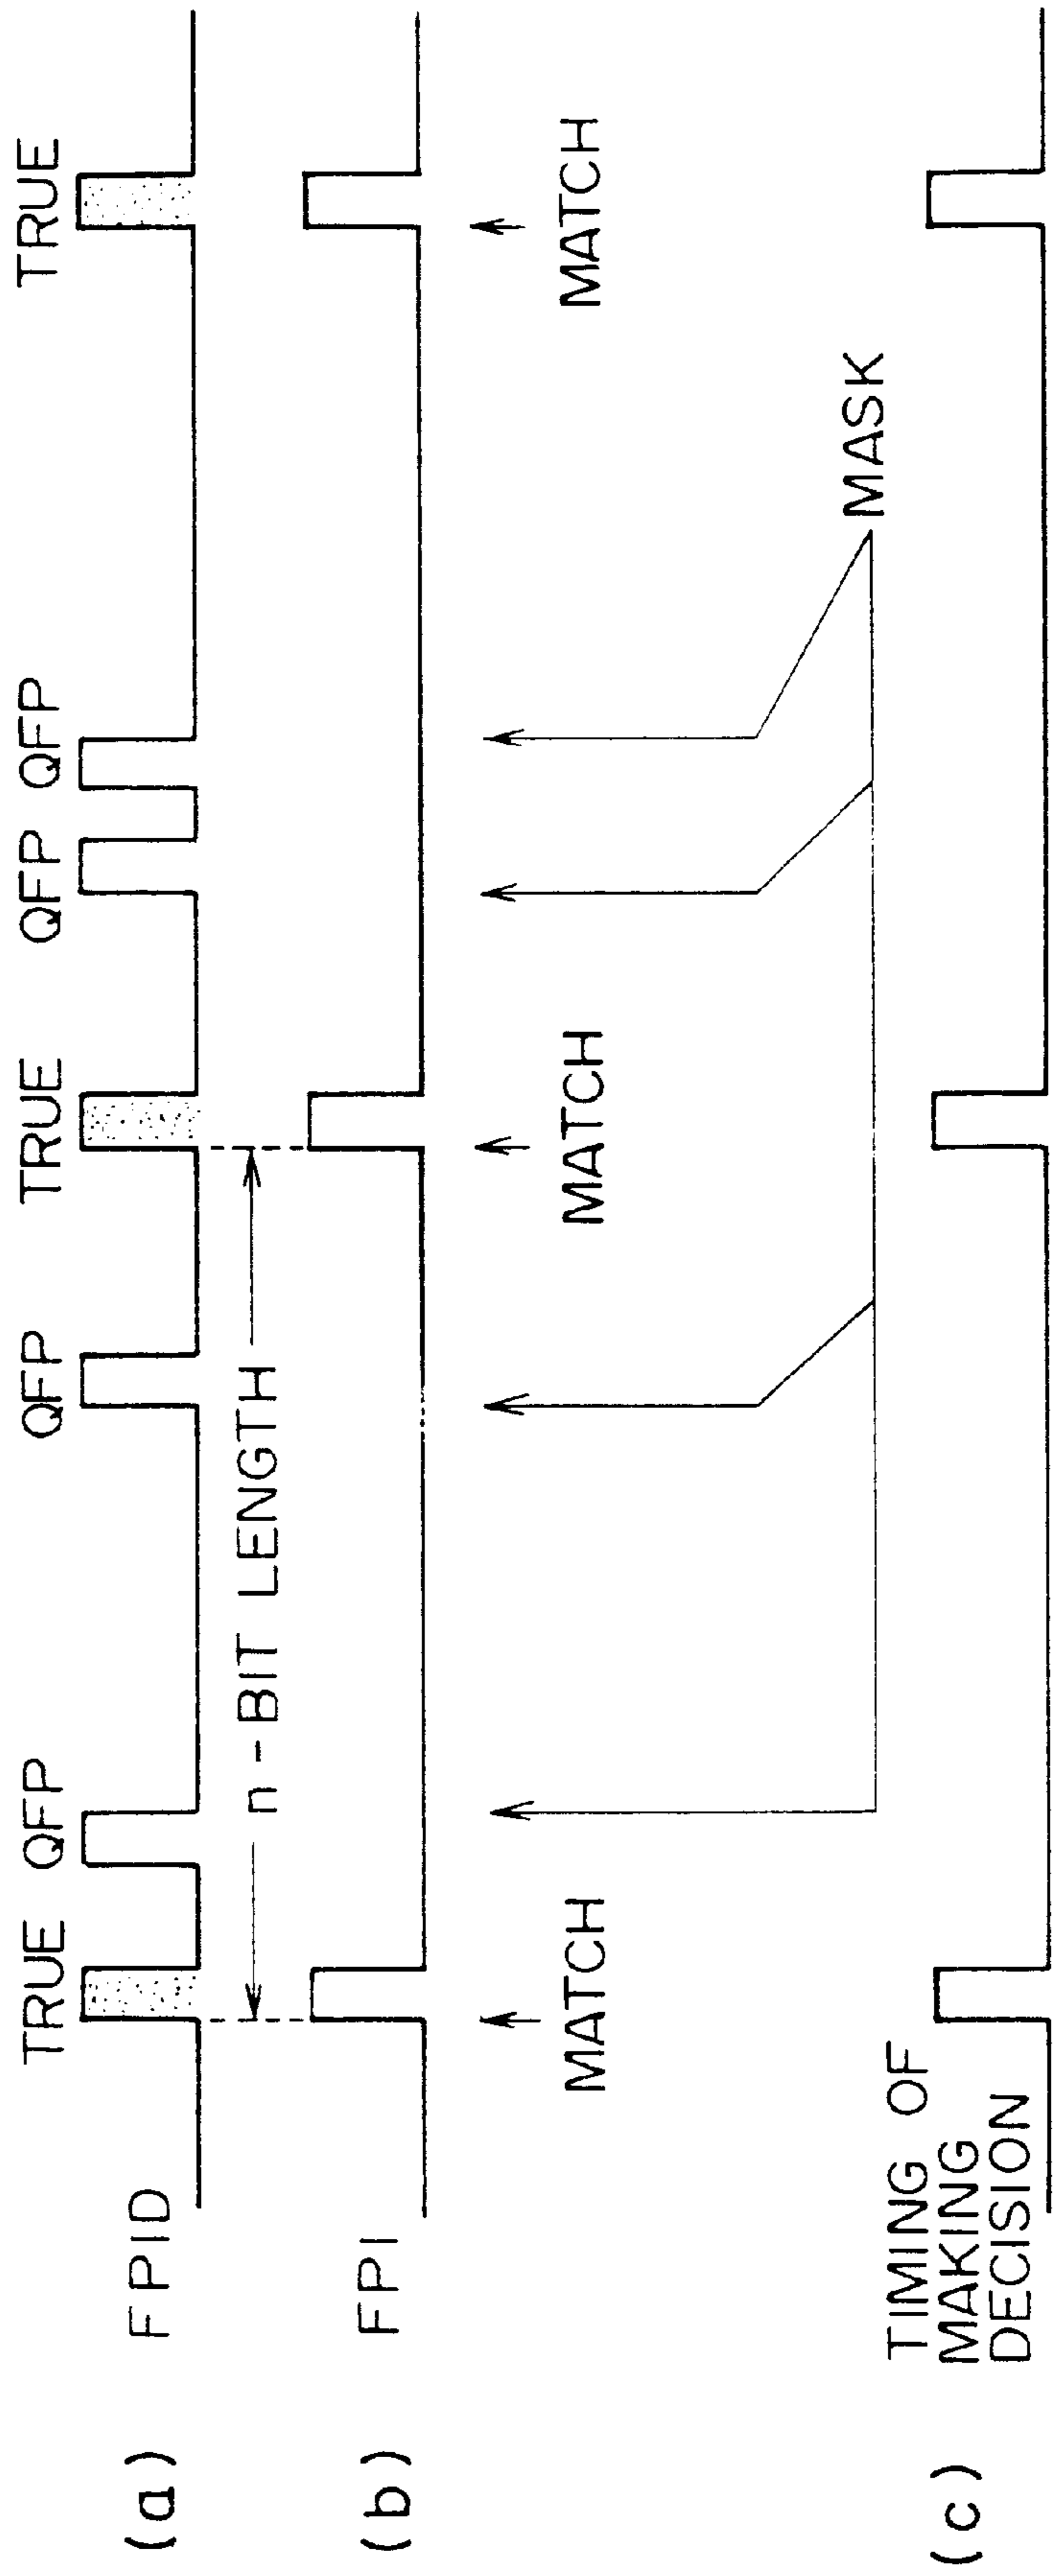 TRUE QFP QFP TRUE QFP QFP TRUE
(a) FPID
n-BIT LENGTH
(b) FPI
MATCH MATCH MATCH
MASK
(c) TIMING OF
MAKING
DECISION